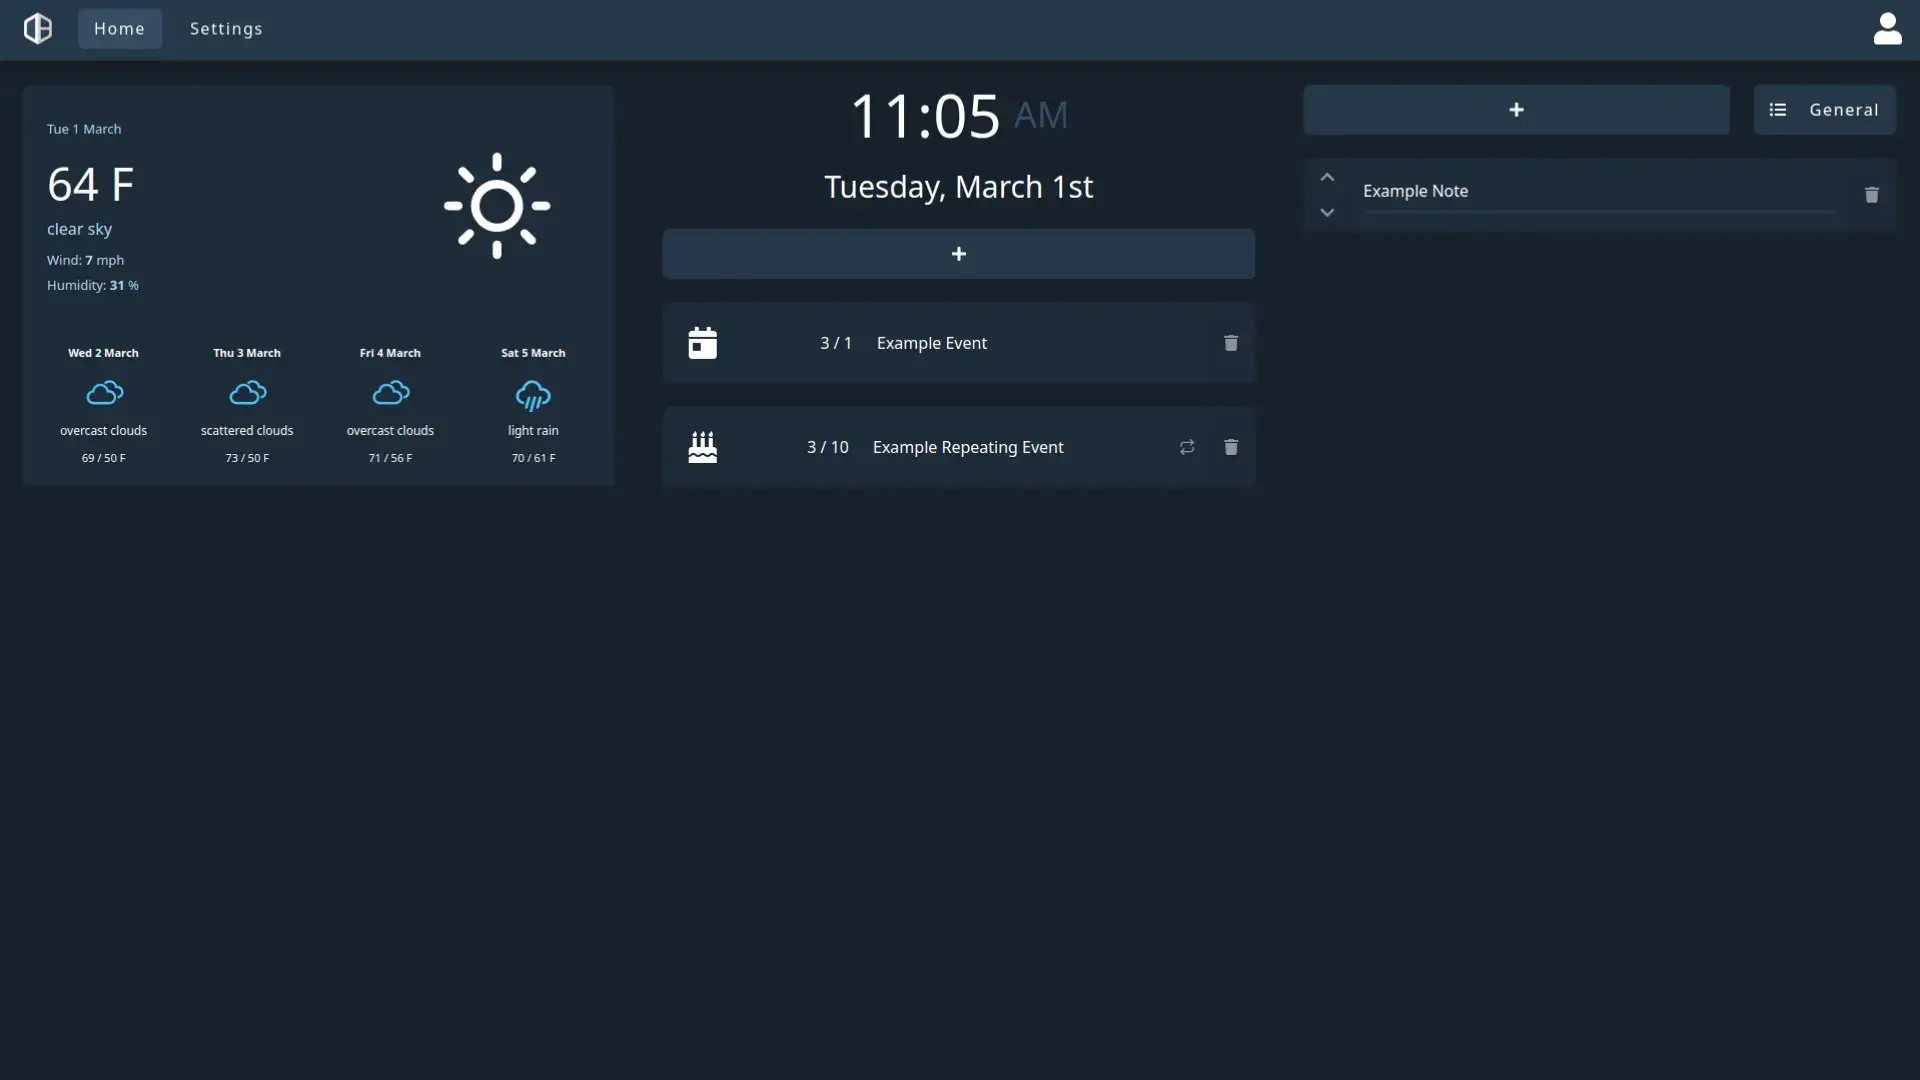 Home
Settings
Tue 1 March
64 F
clear sky
Wind: 7 mph
Humidity: 31 %
Wed 2 March
overcast clouds
69 / 50 F
Thu 3 March
scattered clouds
73 / 50 F
Fri 4 March
overcast clouds
71 / 56 F
Sat 5 March
light rain
70 / 61 F
11:05 AM
Tuesday, March 1st
+
3 / 1 Example Event
3 / 10 Example Repeating Event
+
General
Example Note